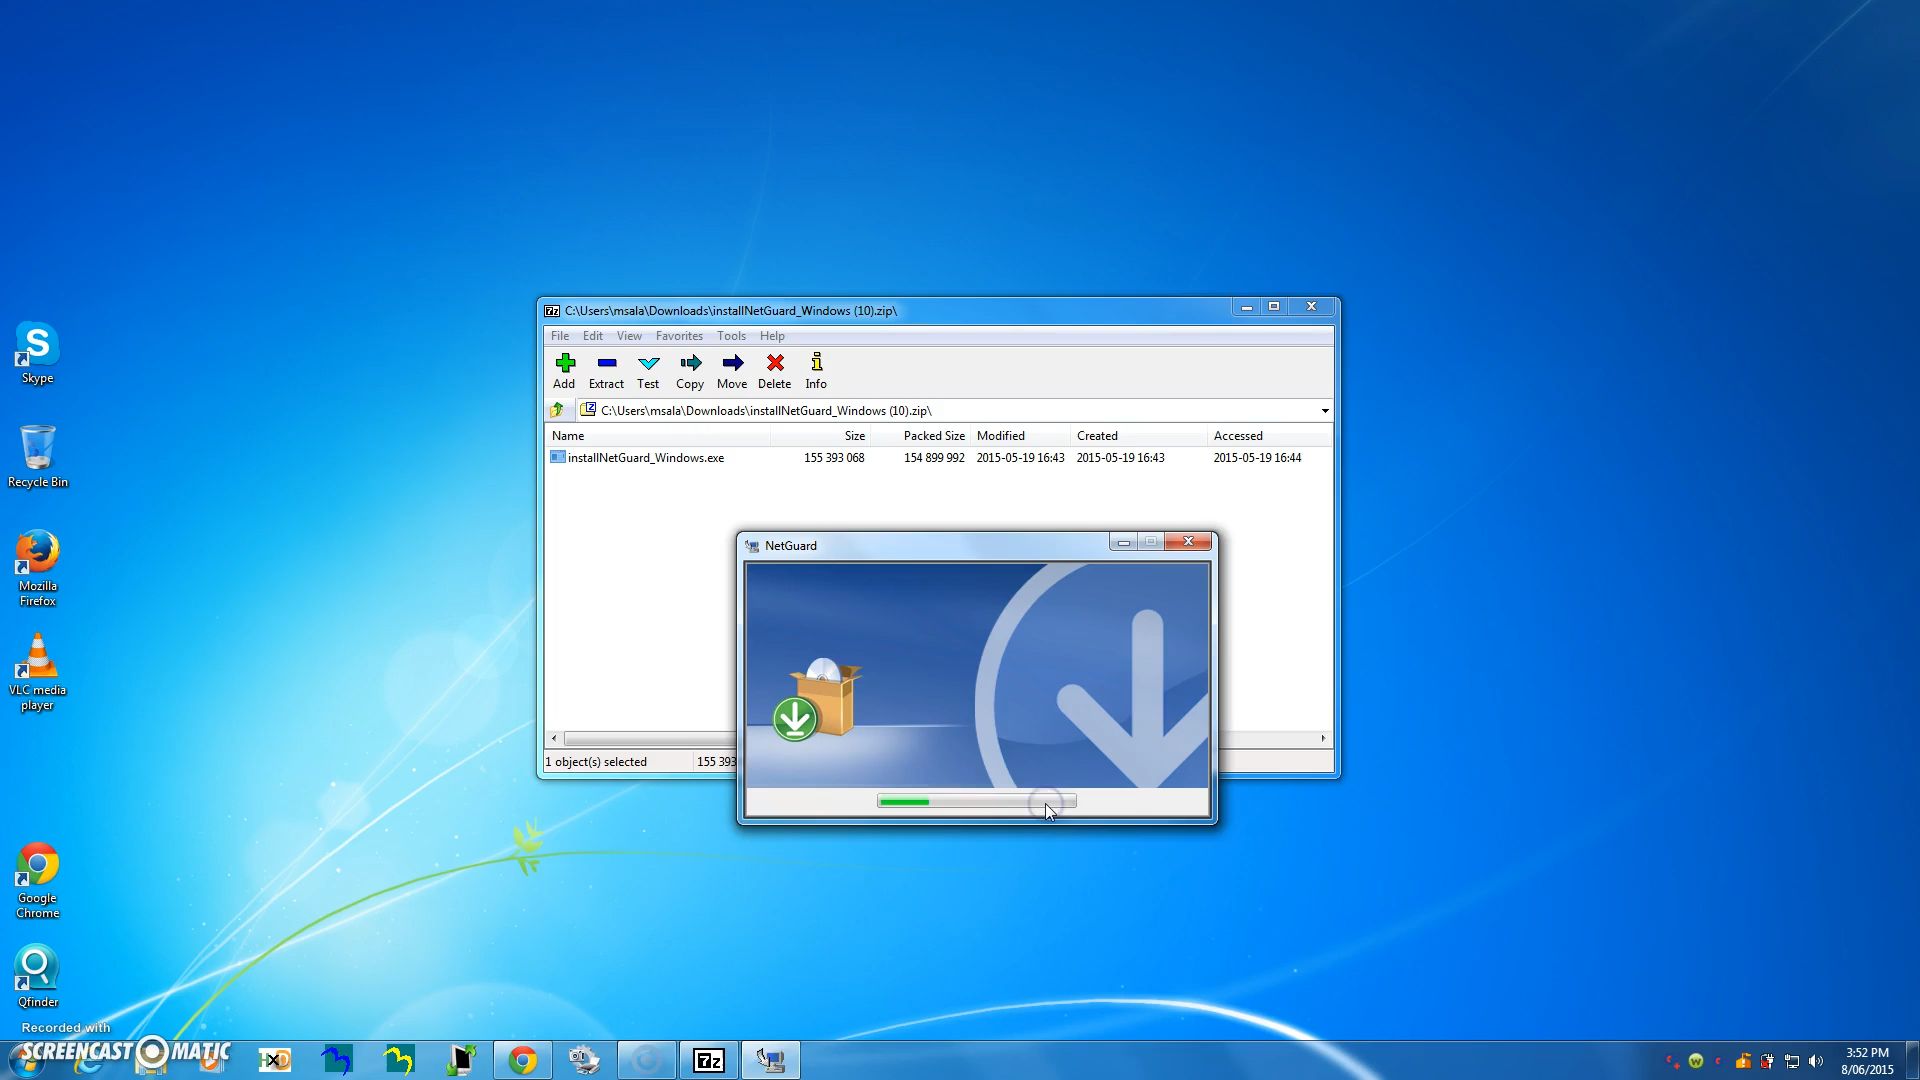 C:\Users\msala\Downloads\installNetGuard_Windows (10).zip\
File Edit View Favorites Tools Help
Add Extract Test Copy Move Delete Info
C:\Users\msala\Downloads\installNetGuard_Windows (10).zip\
Name Size Packed Size Modified Created Accessed
installNetGuard_Windows.exe 155 393 068 154 899 992 2015-05-19 16:43 2015-05-19 16:43 2015-05-19 16:44
NetGuard
1 object(s) selected 155 393
Skype
Recycle Bin
Mozilla
Firefox
VLC media
player
Google
Chrome
Qfinder
Recorded with
SCREENCAST MATIC
HXD
7z
3:52 PM
8/06/2015